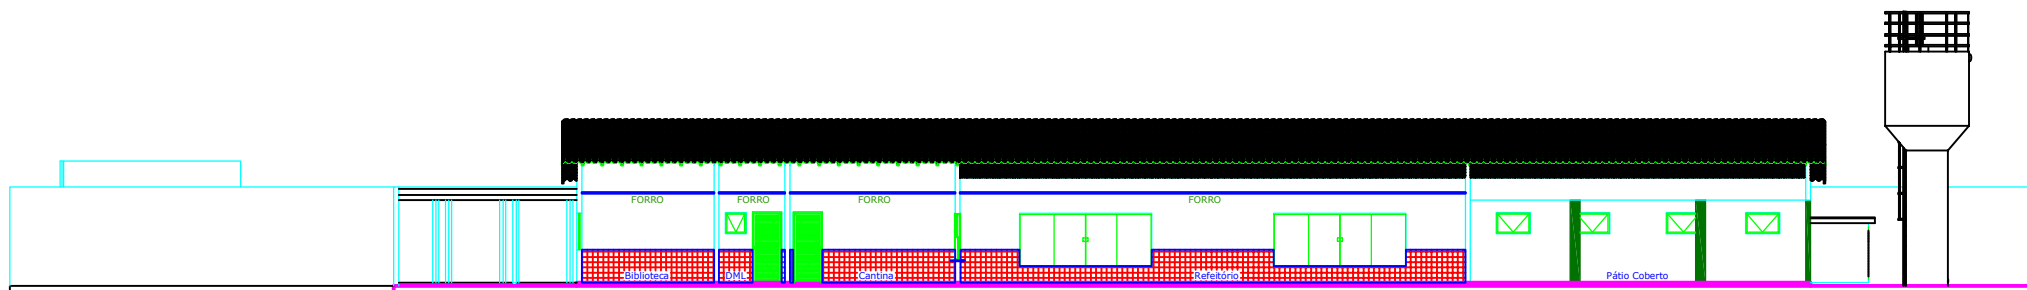 FORRO
FORRO
FORRO
FORRO
Biblioteca
DML
Cantina
Refeitório
Pátio Coberto